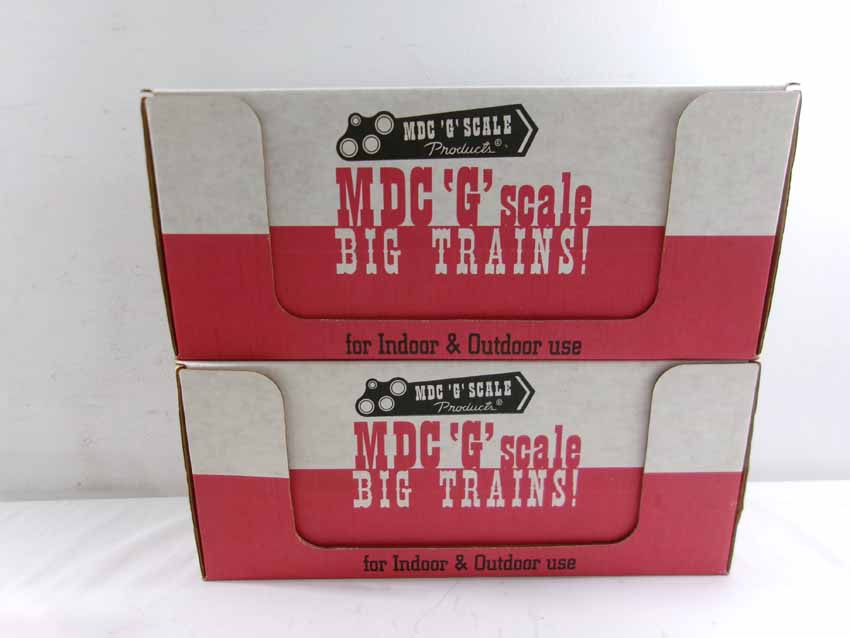 MDC 'G' SCALE
Products ©
MDC 'G' scale
BIG TRAINS!
for Indoor & Outdoor use
MDC 'G' SCALE
Products ©
MDC 'G' scale
BIG TRAINS!
for Indoor & Outdoor use